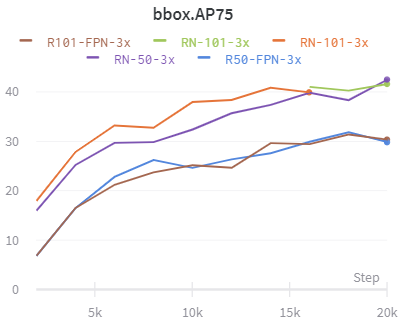 bbox.AP75
R101-FPN-3x RN-101-3x RN-101-3x
RN-50-3x R50-FPN-3x
40
30
20
10
0
Step
5k 10k 15k 20k